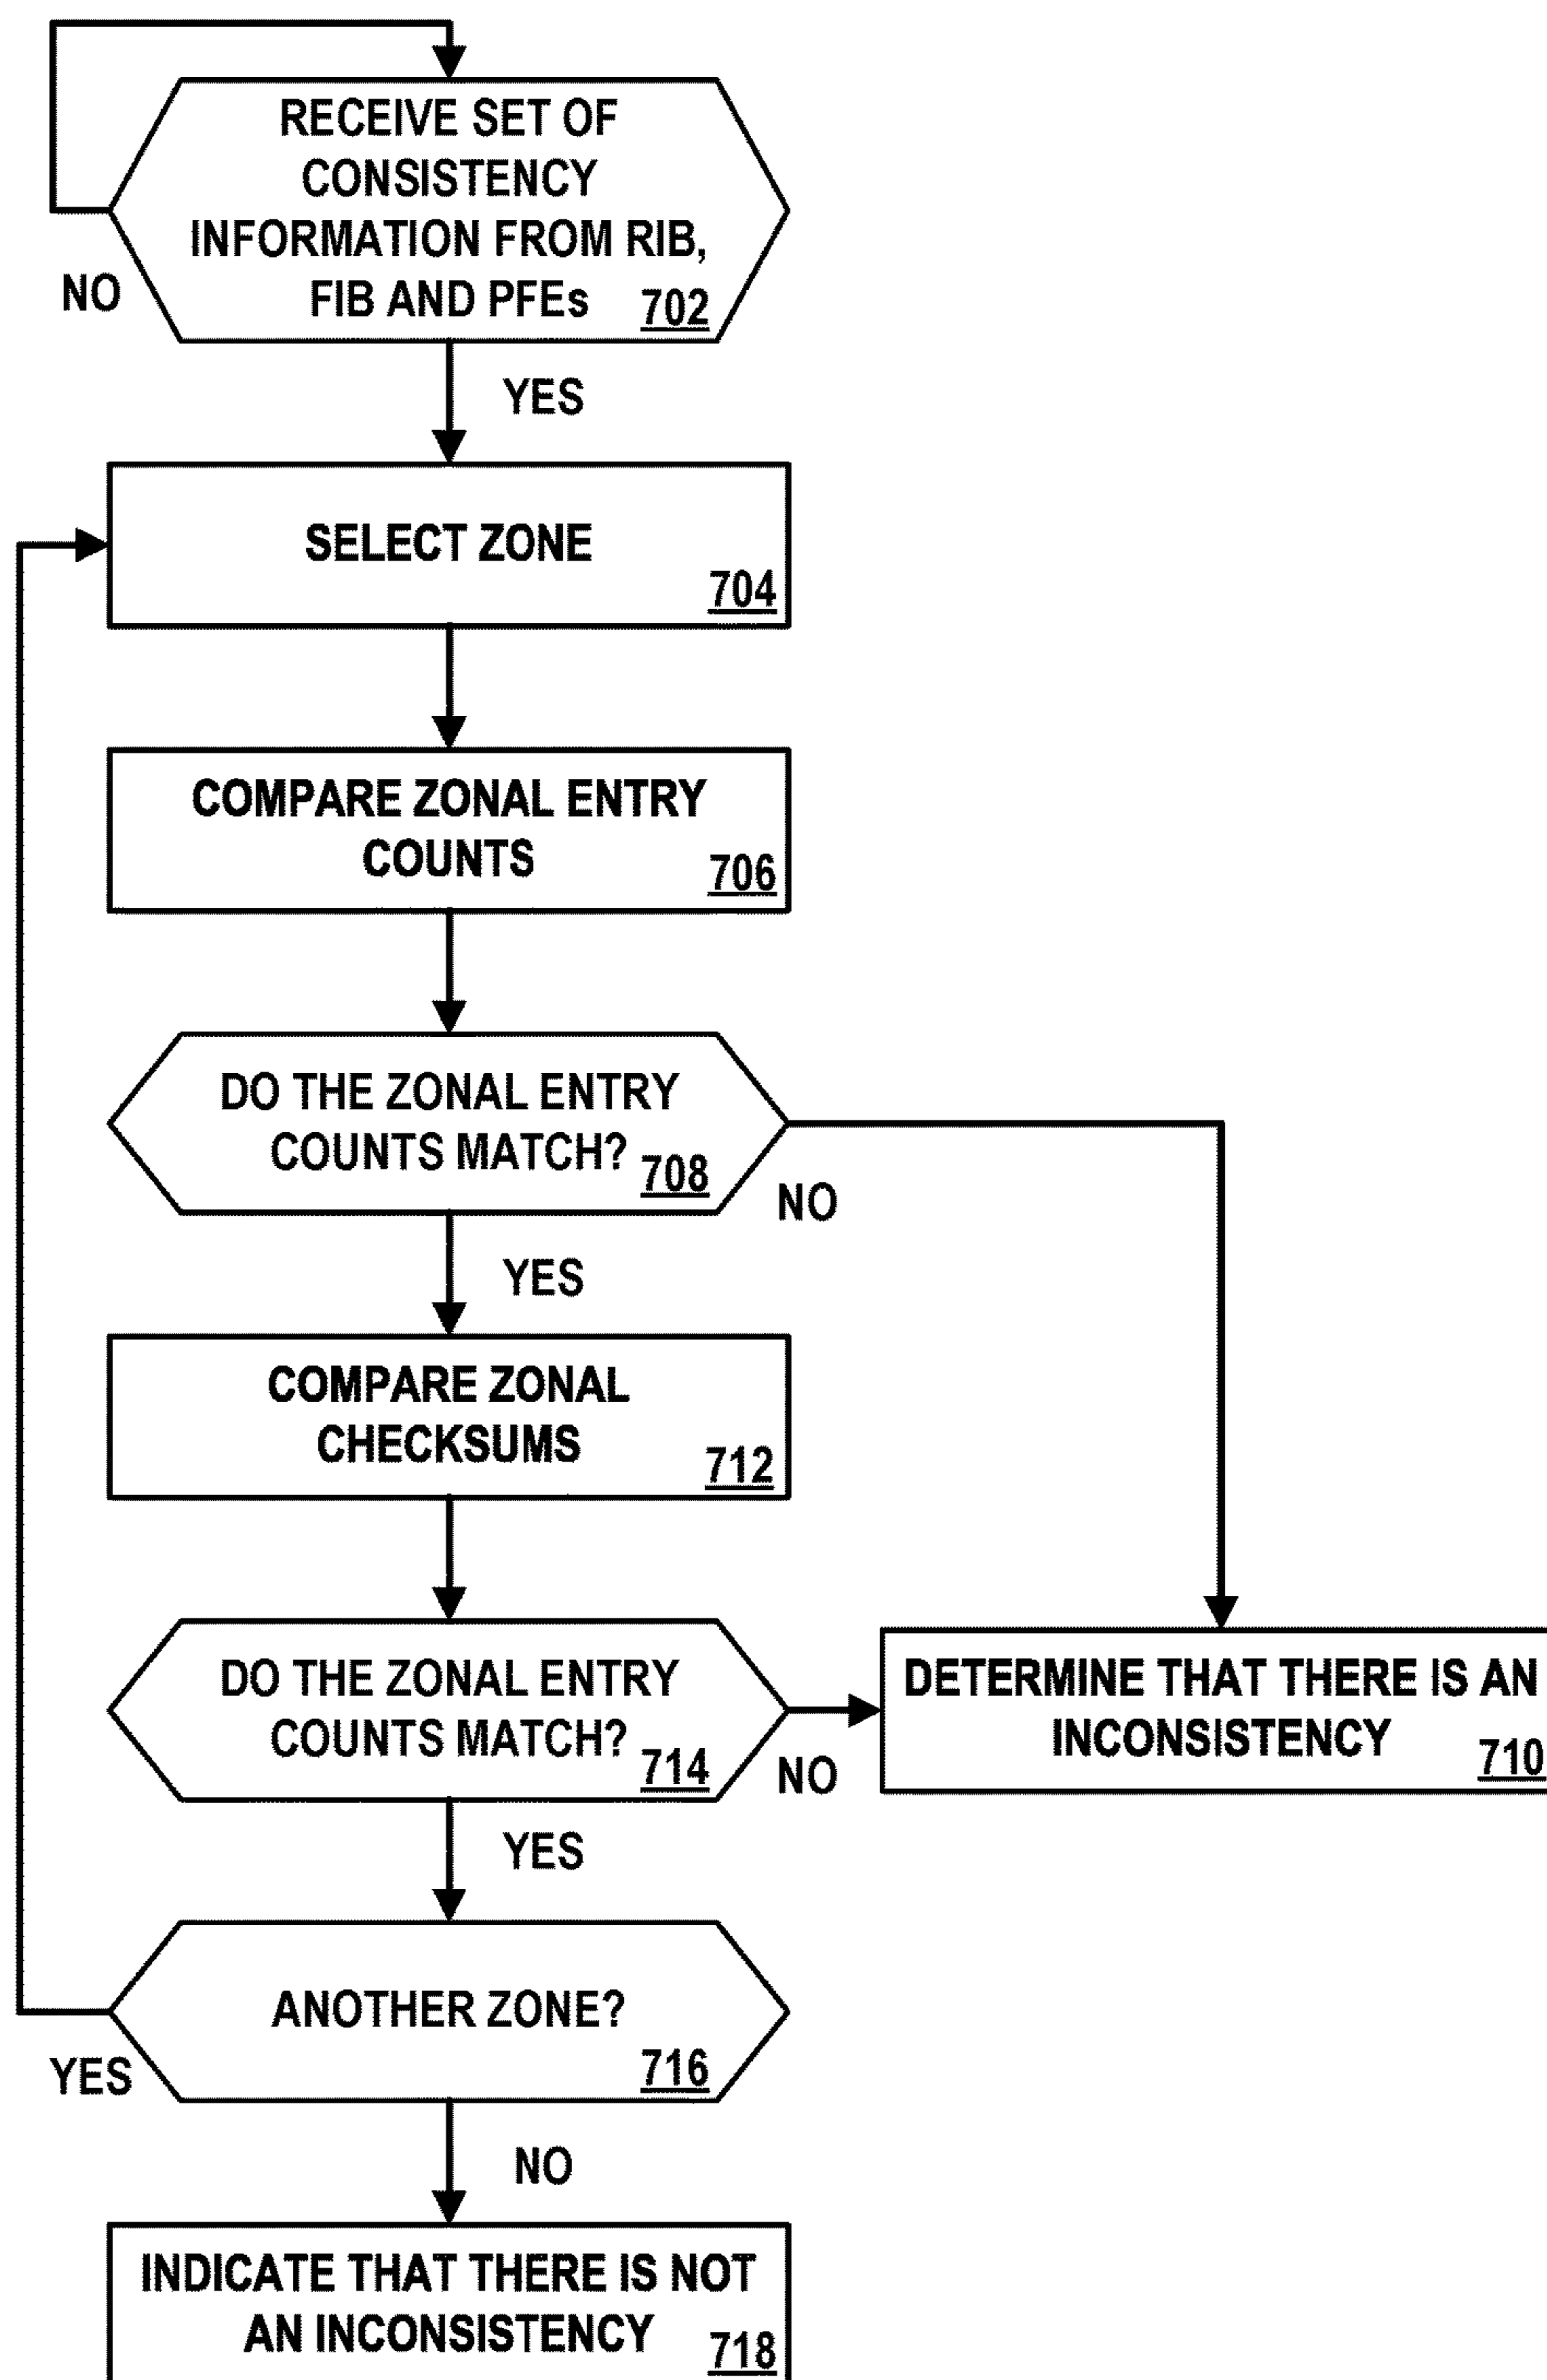 RECEIVE SET OF
CONSISTENCY
INFORMATION FROM RIB,
FIB AND PFEs 702
NO
YES
SELECT ZONE
704
COMPARE ZONAL ENTRY
COUNTS
706
DO THE ZONAL ENTRY
COUNTS MATCH? 708
NO
YES
COMPARE ZONAL
CHECKSUMS
712
DO THE ZONAL ENTRY
COUNTS MATCH? 714
NO
DETERMINE THAT THERE IS AN
INCONSISTENCY 710
YES
ANOTHER ZONE?
716
YES
NO
INDICATE THAT THERE IS NOT
AN INCONSISTENCY 718